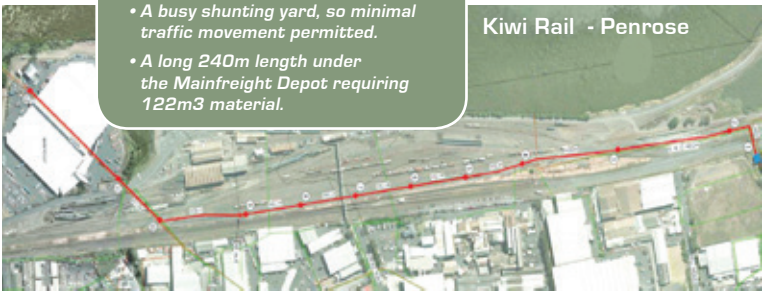 • A busy shunting yard, so minimal
traffic movement permitted.
• A long 240m length under
the Mainfreight Depot requiring
122m3 material.
Kiwi Rail - Penrose